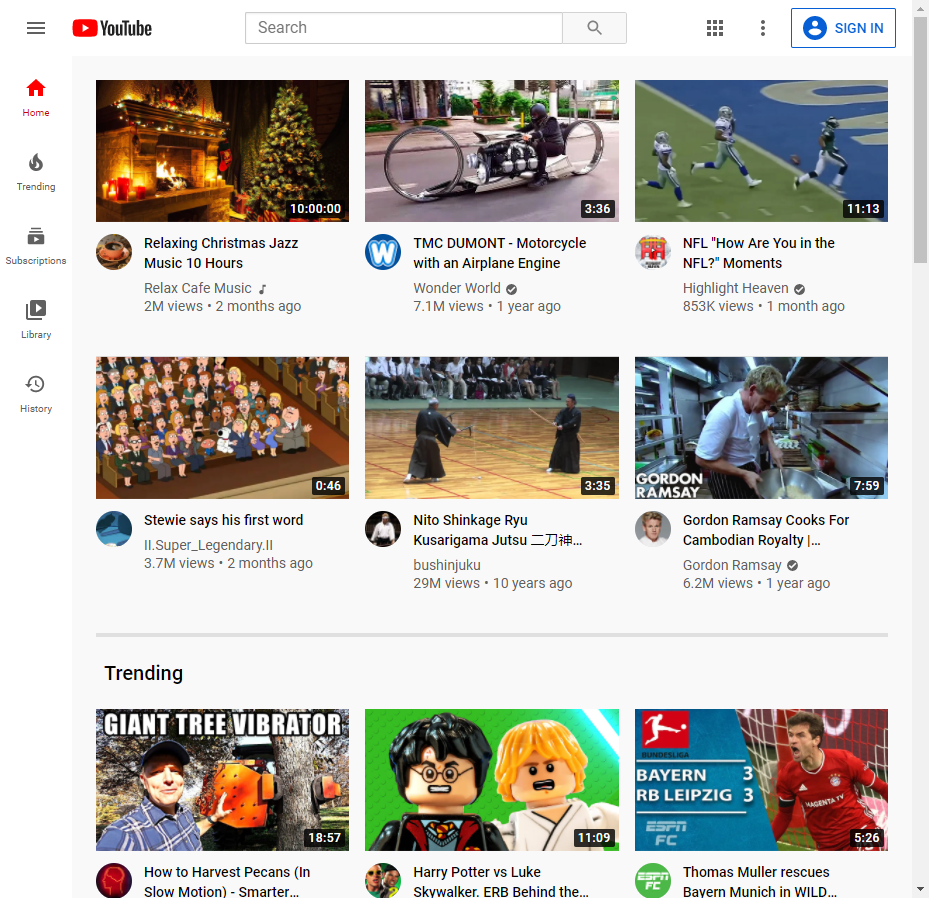 YouTube
Search
SIGN IN
Home
Trending
Subscriptions
Library
History
10:00:00
3:36
11:13
Relaxing Christmas Jazz
Music 10 Hours
Relax Cafe Music
2M views • 2 months ago
TMC DUMONT - Motorcycle
with an Airplane Engine
Wonder World
7.1M views • 1 year ago
NFL "How Are You in the
NFL?" Moments
Highlight Heaven
853K views • 1 month ago
0:46
3:35
GORDON
RAMSAY
7:59
Stewie says his first word
II.Super_Legendary.II
3.7M views • 2 months ago
Nito Shinkage Ryu
Kusarigama Jutsu 二刀神...
bushinjuku
29M views • 10 years ago
Gordon Ramsay Cooks For
Cambodian Royalty |...
Gordon Ramsay
6.2M views • 1 year ago
Trending
GIANT TREE VIBRATOR
18:57
11:09
BUNDESLIGA
BAYERN 3
RB LEIPZIG 3
ESPN
FC
MAGENTA TV
5:26
How to Harvest Pecans (In
Slow Motion) - Smarter...
Harry Potter vs Luke
Skywalker. ERB Behind the...
ESPN
FC
Thomas Muller rescues
Bayern Munich in WILD...